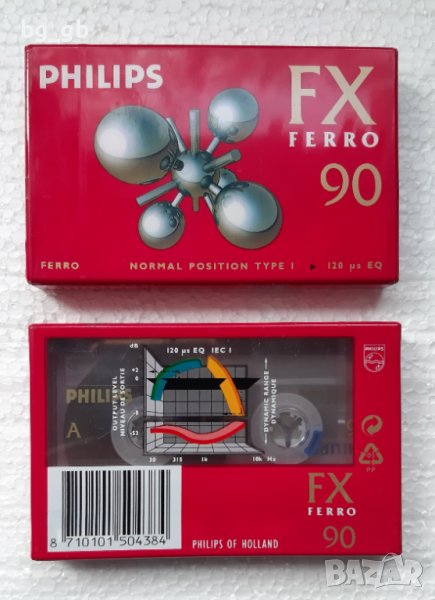 bg_gb
PHILIPS
FX
FERRO
90
FERRO NORMAL POSITION TYPE I ▸ 120 µs EQ
dB 120 µs EQ IEC I
PHILIPS
OUTPUT LEVEL
NIVEAU DE SORTIE
DYNAMIC RANGE
DYNAMIQUE
PHILIPS
A
30 315 1k 10k Hz
PP
FX
FERRO
90
8 710101 504384
PHILIPS OF HOLLAND
BAZAR